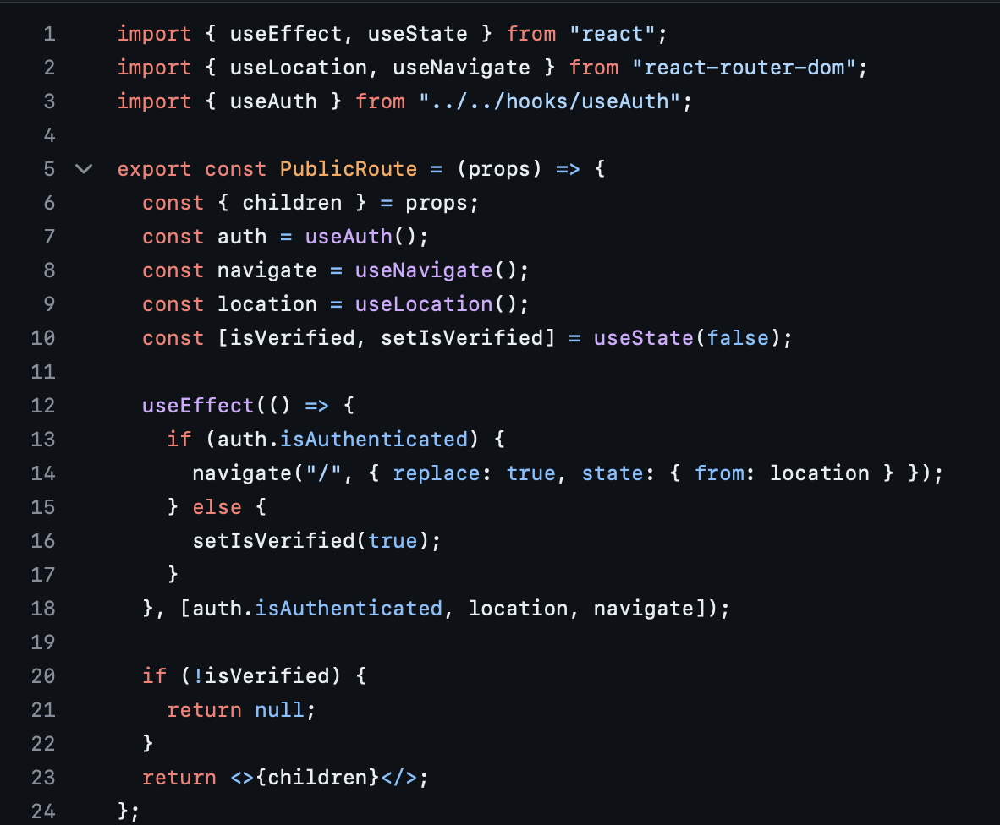 1 import { useEffect, useState } from "react";
2 import { useLocation, useNavigate } from "react-router-dom";
3 import { useAuth } from "../../hooks/useAuth";
4
5 export const PublicRoute = (props) => {
6   const { children } = props;
7   const auth = useAuth();
8   const navigate = useNavigate();
9   const location = useLocation();
10   const [isVerified, setIsVerified] = useState(false);
11
12   useEffect(() => {
13     if (auth.isAuthenticated) {
14       navigate("/", { replace: true, state: { from: location } });
15     } else {
16       setIsVerified(true);
17     }
18   }, [auth.isAuthenticated, location, navigate]);
19
20   if (!isVerified) {
21     return null;
22   }
23   return <>{children}</>;
24 };